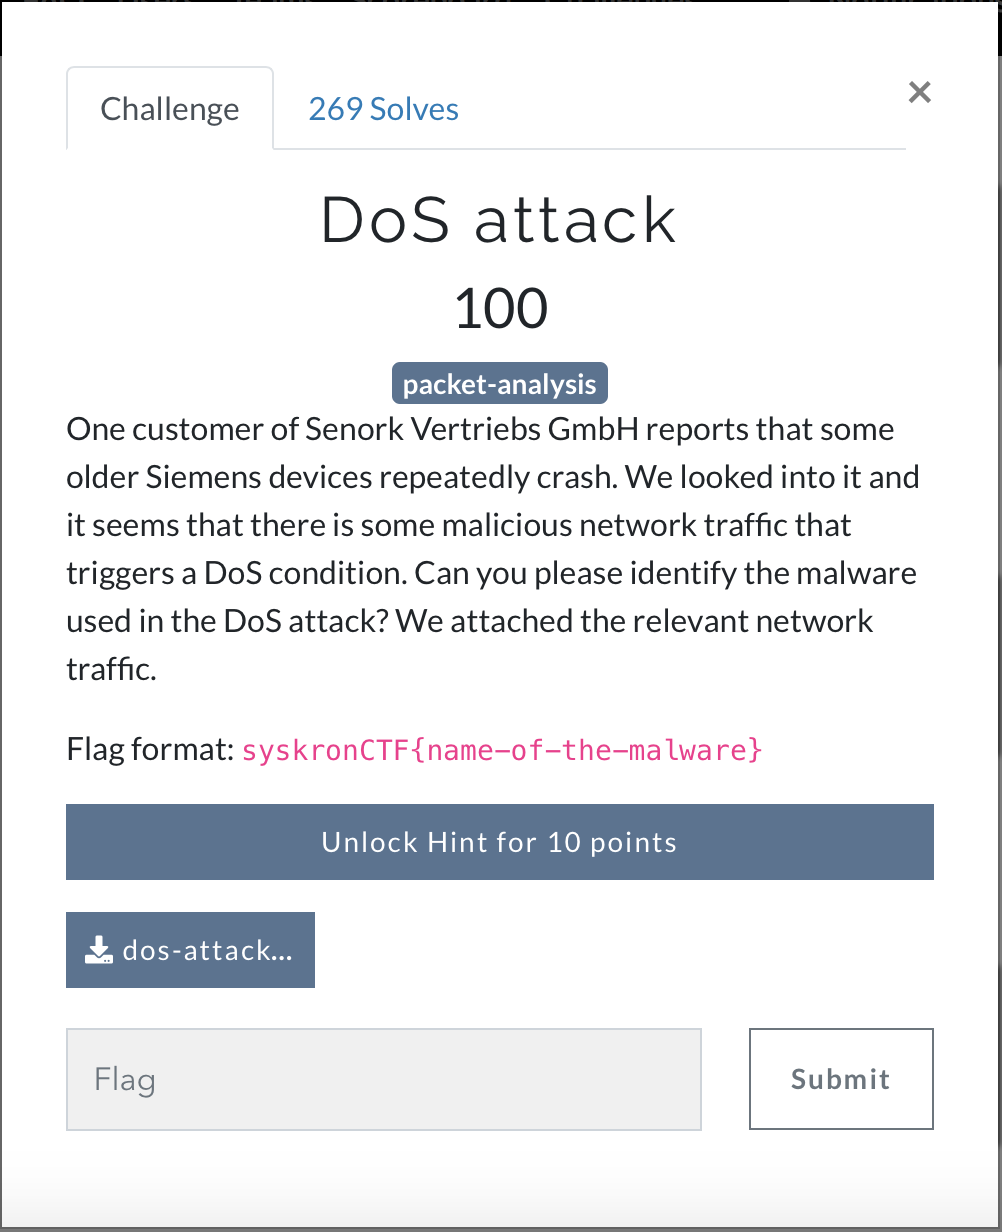 Challenge
269 Solves
×
DoS attack
100
packet-analysis
One customer of Senork Vertriebs GmbH reports that some
older Siemens devices repeatedly crash. We looked into it and
it seems that there is some malicious network traffic that
triggers a DoS condition. Can you please identify the malware
used in the DoS attack? We attached the relevant network
traffic.
Flag format: syskronCTF{name-of-the-malware}
Unlock Hint for 10 points
dos-attack...
Flag
Submit